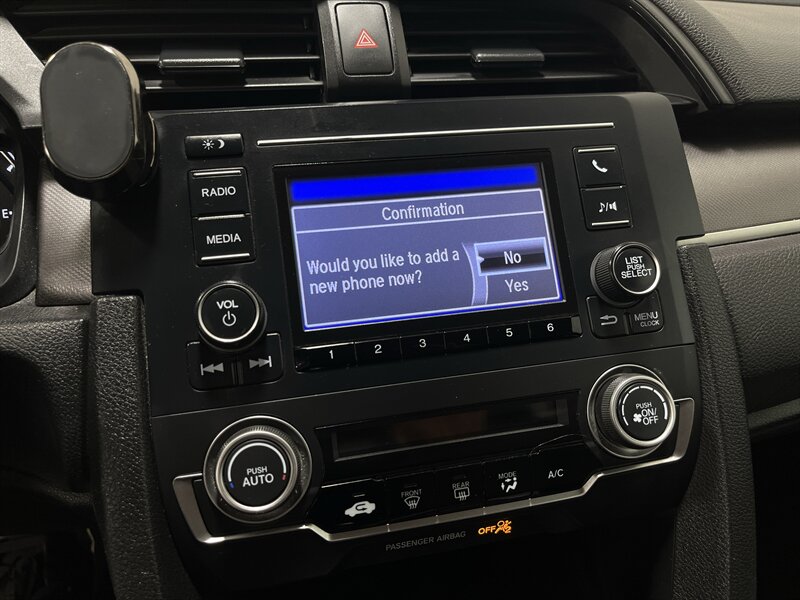 RADIO
MEDIA
VOL
Confirmation
Would you like to add a
new phone now?
No
Yes
LIST
PUSH
SELECT
MENU
CLOCK
1 2 3 4 5 6
PUSH
AUTO
FRONT
REAR
MODE
A/C
PUSH
ON/
OFF
PASSENGER AIRBAG
OFF
E